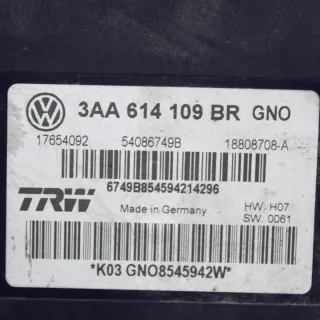 3AA 614 109 BR GNO
17654092 54086749B 18808708-A
6749B854594214296
TRW
Made in Germany
HW: H07
SW: 0061
*K03 GNO8545942W*